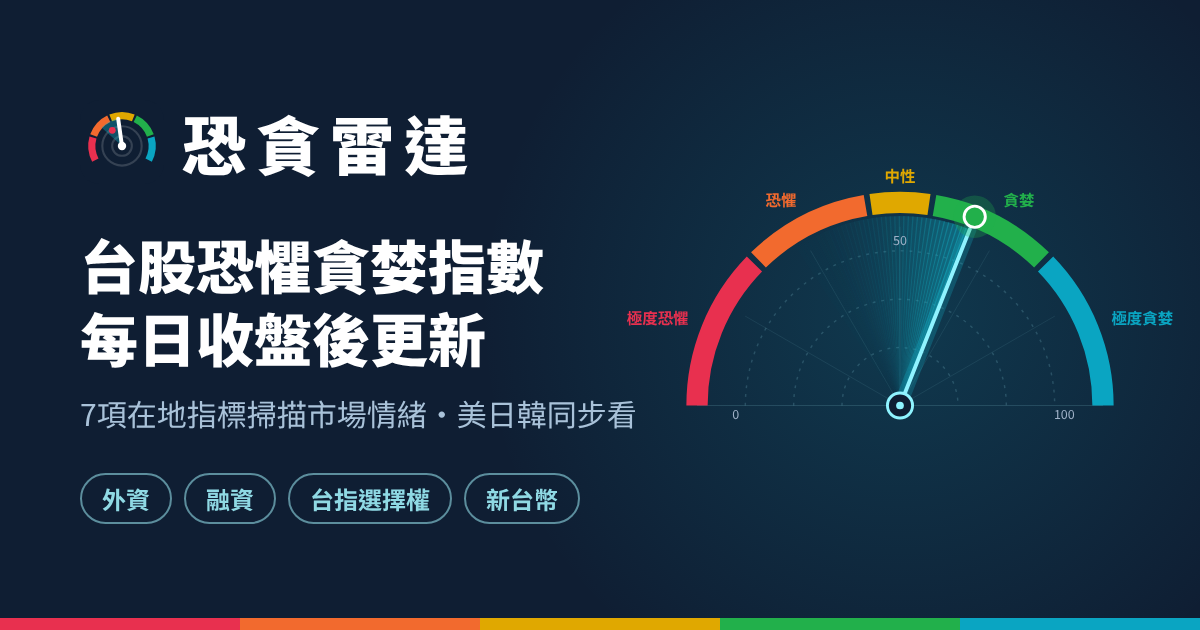 恐貪雷達
台股恐懼貪婪指數
每日收盤後更新
7項在地指標掃描市場情緒・美日韓同步看
外資
融資
台指選擇權
新台幣
極度恐懼
恐懼
中性
貪婪
極度貪婪
0
50
100